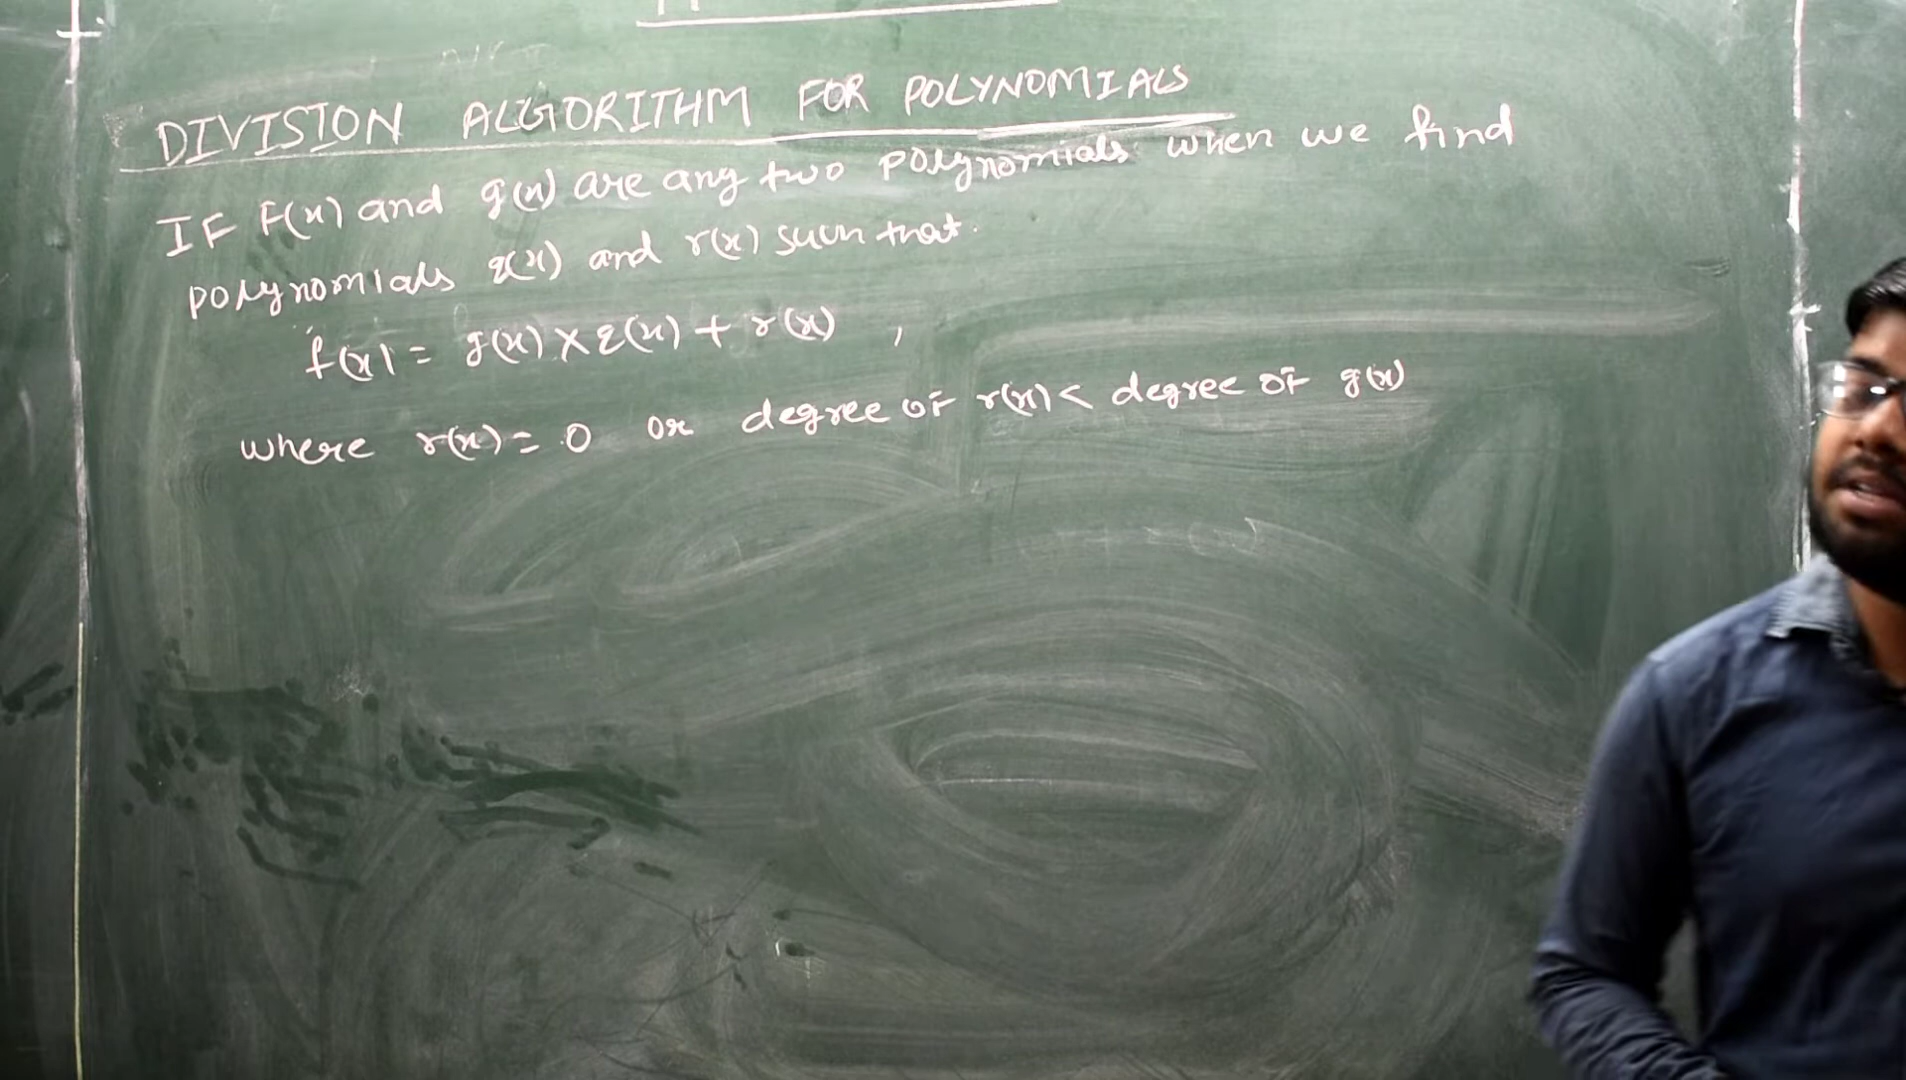 DIVISION ALGORITHM FOR POLYNOMIALS
IF F(x) and g(x) are any two polynomials when we find
polynomials q(x) and r(x) such that.
f(x) = g(x) × q(x) + r(x) ,
where r(x) = 0 or degree of r(x) < degree of g(x)